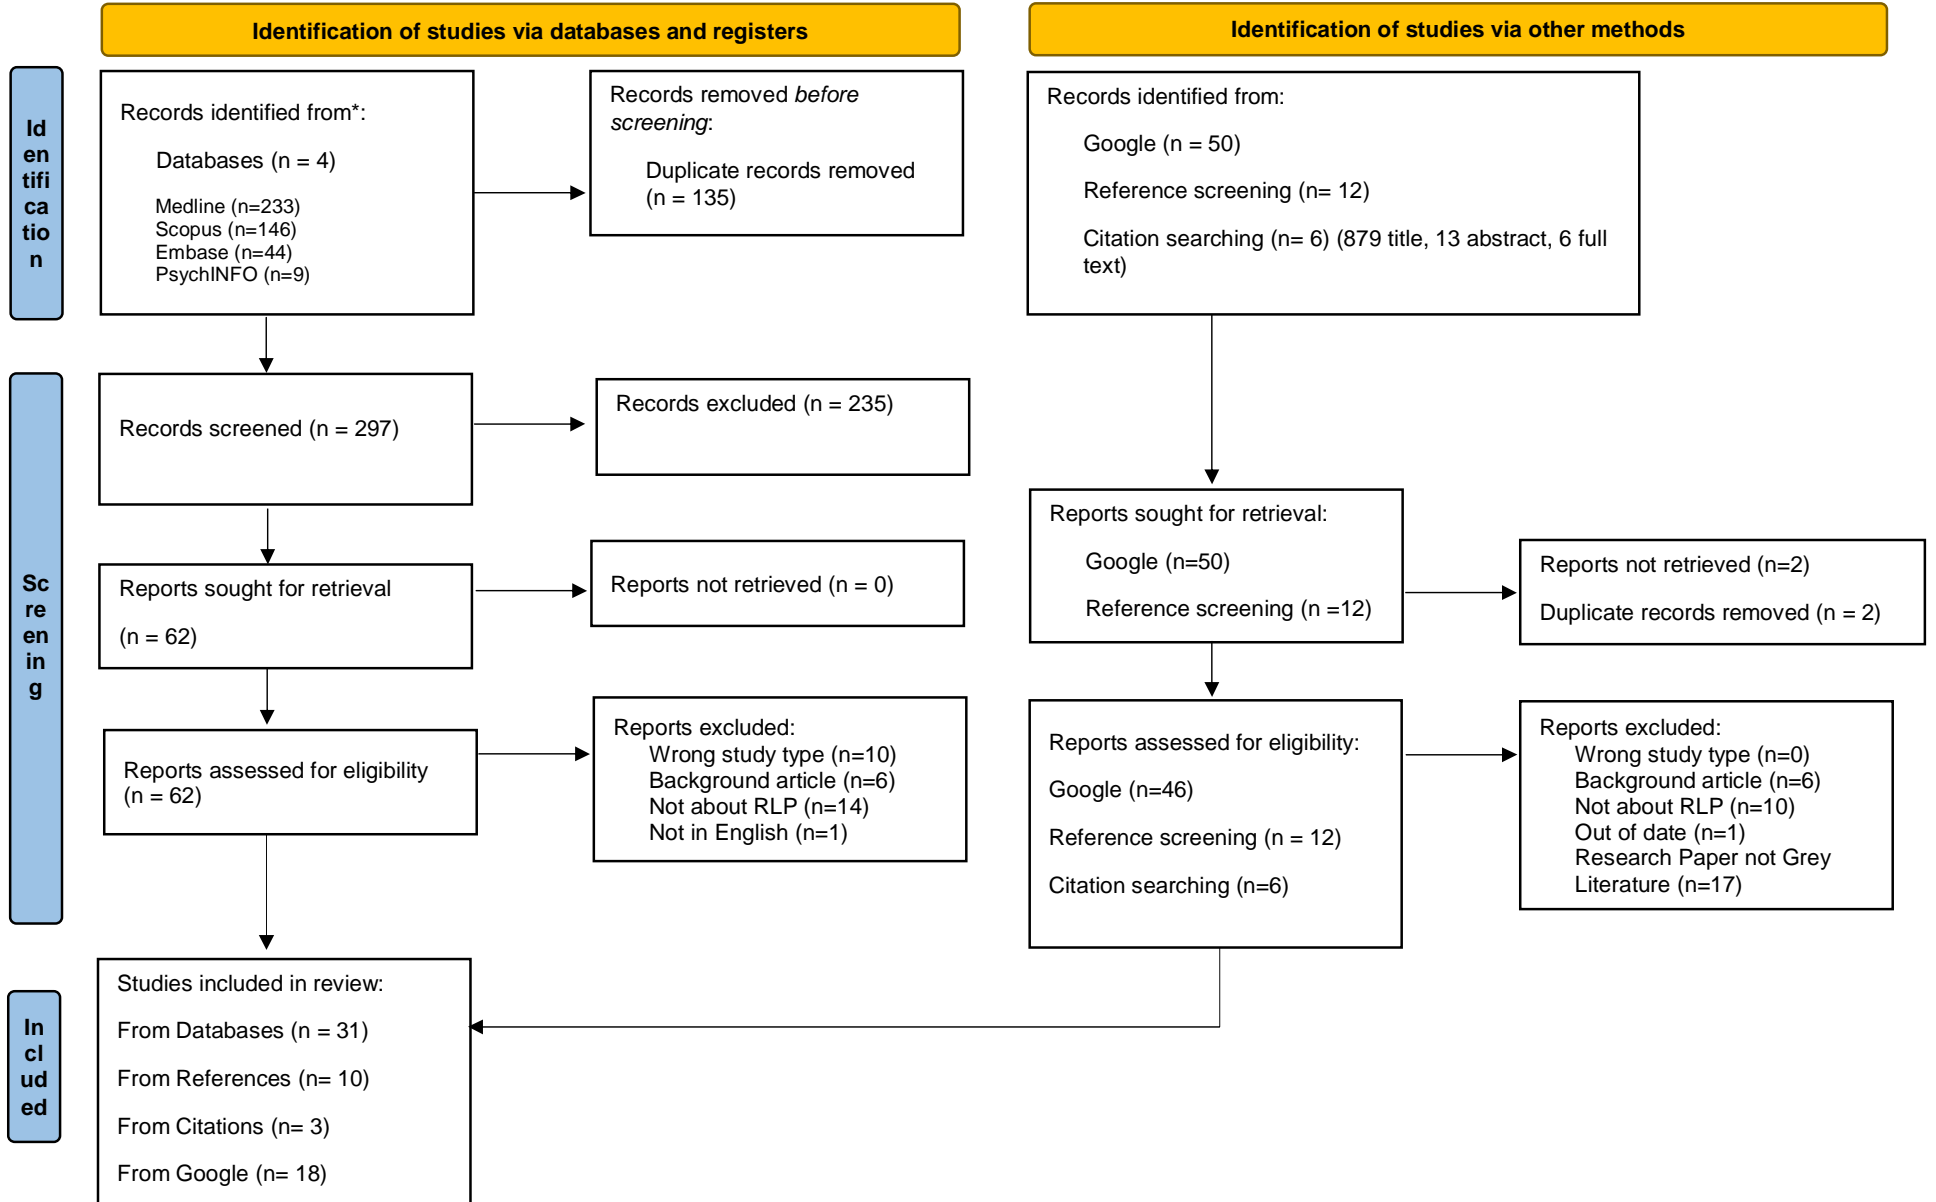 Identification of studies via databases and registers
Identification of studies via other methods
Id
en
tifi
ca
tio
n
Records identified from*:
Databases (n = 4)
Medline (n=233)
Scopus (n=146)
Embase (n=44)
PsychINFO (n=9)
Records removed before
screening:
Duplicate records removed
(n = 135)
Records identified from:
Google (n = 50)
Reference screening (n= 12)
Citation searching (n= 6) (879 title, 13 abstract, 6 full
text)
Sc
re
en
in
g
Records screened (n = 297)
Records excluded (n = 235)
Reports sought for retrieval
(n = 62)
Reports not retrieved (n = 0)
Reports sought for retrieval:
Google (n=50)
Reference screening (n =12)
Reports not retrieved (n=2)
Duplicate records removed (n = 2)
Reports assessed for eligibility
(n = 62)
Reports excluded:
Wrong study type (n=10)
Background article (n=6)
Not about RLP (n=14)
Not in English (n=1)
Reports assessed for eligibility:
Google (n=46)
Reference screening (n = 12)
Citation searching (n=6)
Reports excluded:
Wrong study type (n=0)
Background article (n=6)
Not about RLP (n=10)
Out of date (n=1)
Research Paper not Grey
Literature (n=17)
In
cl
ud
ed
Studies included in review:
From Databases (n = 31)
From References (n= 10)
From Citations (n= 3)
From Google (n= 18)